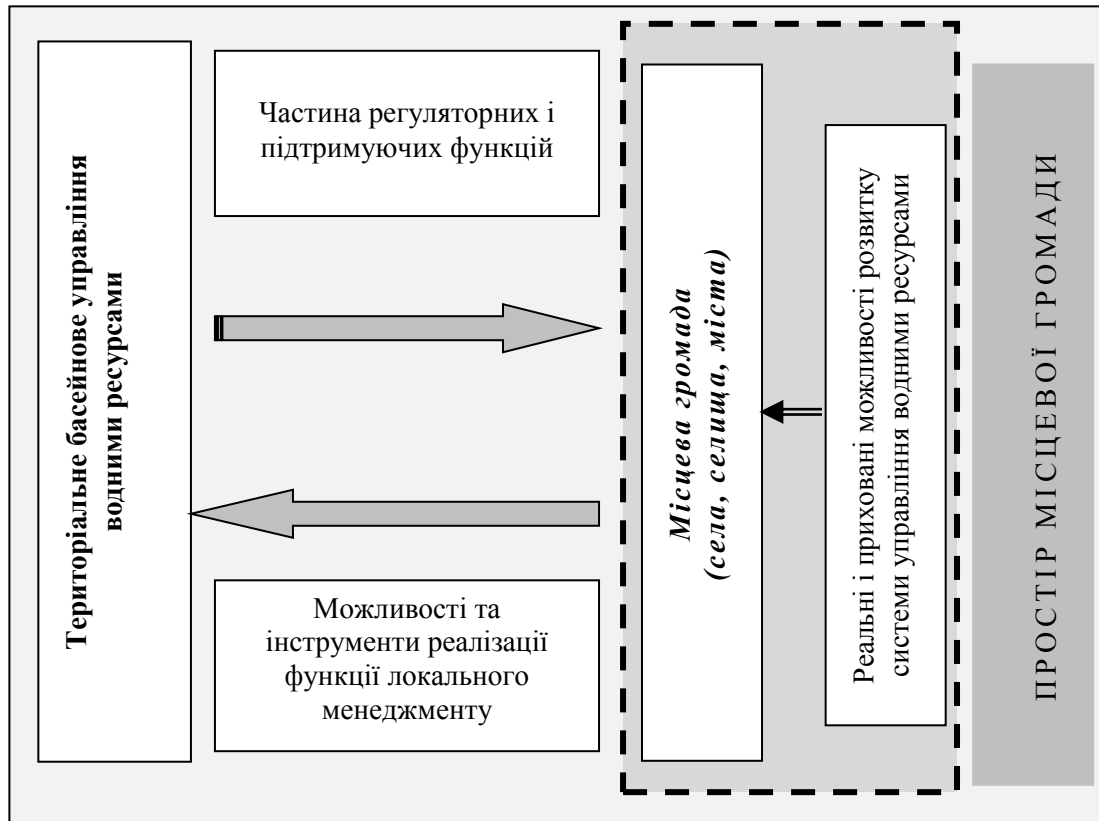 Територіальне басейнове управління
водними ресурсами
Частина регуляторних і
підтримуючих функцій
Можливості та
інструменти реалізації
функції локального
менеджменту
Місцева громада
(села, селища, міста)
Реальні і приховані можливості розвитку
системи управління водними ресурсами
ПРОСТІР МІСЦЕВОЇ ГРОМАДИ